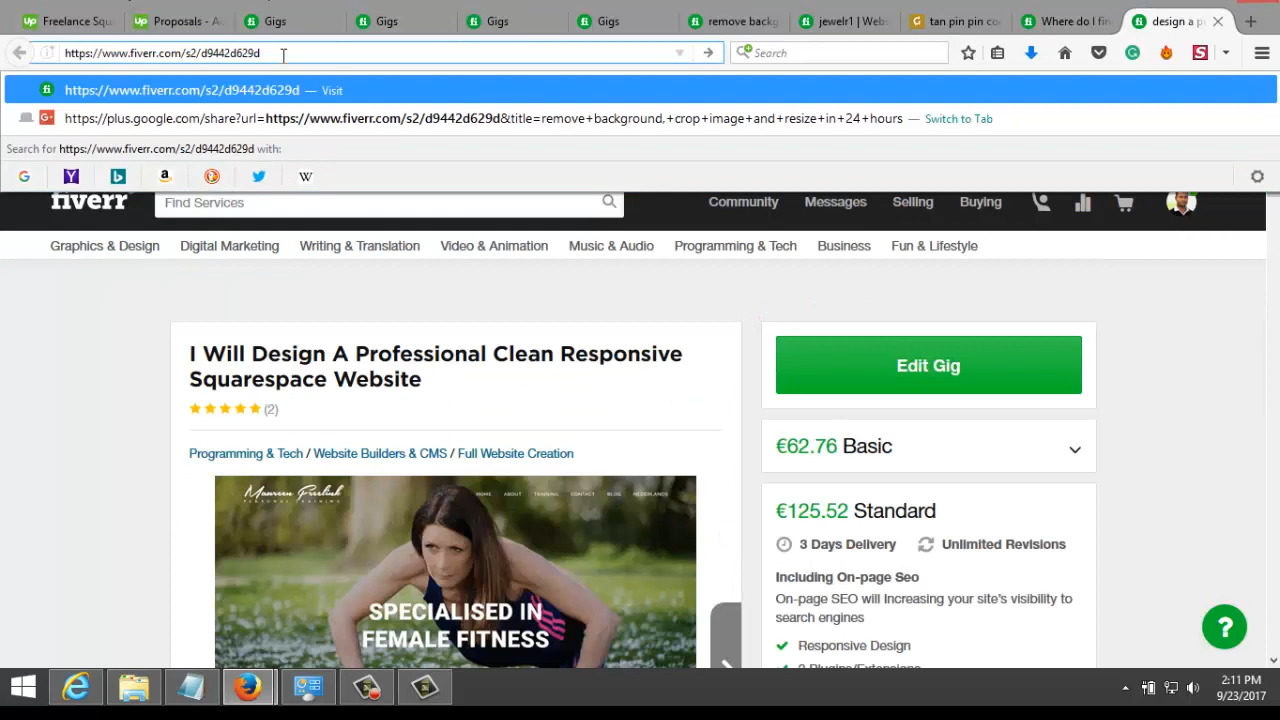 Freelance Squ
Proposals - Ac
Gigs
Gigs
Gigs
Gigs
remove backg
jewelr1 | Web
tan pin pin co
Where do I fin
design a p
https://www.fiverr.com/s2/d9442d629d
Search
https://www.fiverr.com/s2/d9442d629d — Visit
https://plus.google.com/share?url=https://www.fiverr.com/s2/d9442d629d&title=remove+background,+crop+image+and+resize+in+24+hours — Switch to Tab
Search for https://www.fiverr.com/s2/d9442d629d with:
fiverr
Find Services
Community
Messages
Selling
Buying
Graphics & Design
Digital Marketing
Writing & Translation
Video & Animation
Music & Audio
Programming & Tech
Business
Fun & Lifestyle
I Will Design A Professional Clean Responsive
Squarespace Website
(2)
Programming & Tech / Website Builders & CMS / Full Website Creation
HOME ABOUT TRAINING CONTACT BLOG NEDERLANDS
PERSONAL TRAINING
SPECIALISED IN
FEMALE FITNESS
Edit Gig
€62.76 Basic
€125.52 Standard
3 Days Delivery
Unlimited Revisions
Including On-page Seo
On-page SEO will Increasing your site's visibility to
search engines
Responsive Design
Plugins/Extensions
?
2:11 PM
9/23/2017